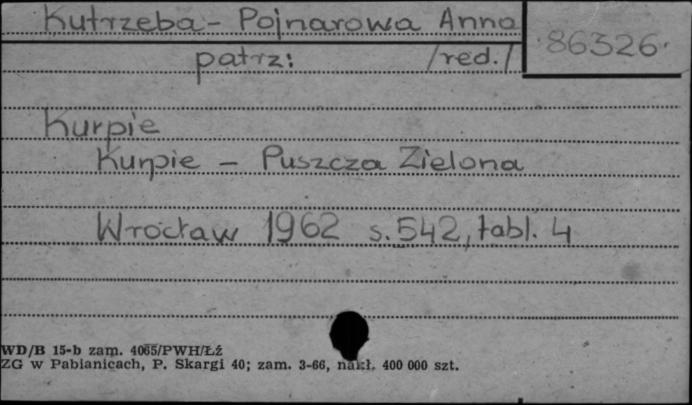 Kutrzeba-Pojnarowa Anna
86326
patrz: /red./
Kurpie
Kurpie - Puszcza Zielona
Wrocław 1962 s. 542, tabl. 4
WD/B 15-b zam. 4065/PWH/Łż
ZG w Pabianicach, P. Skargi 40; zam. 3-66, nakł. 400 000 szt.